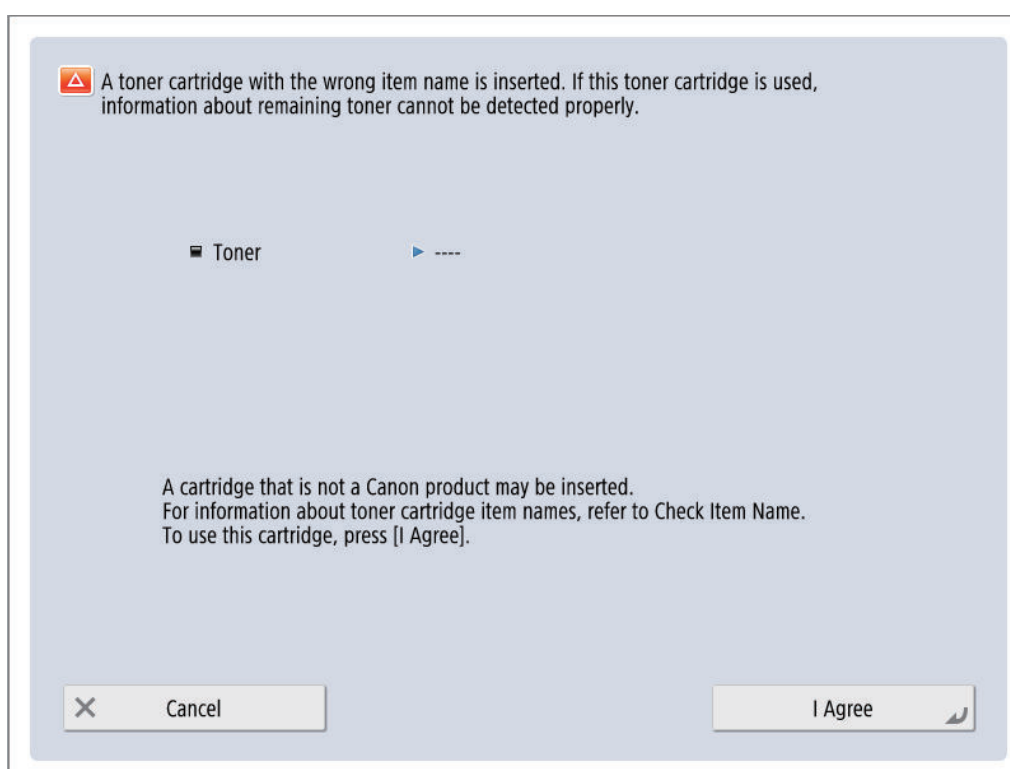 A toner cartridge with the wrong item name is inserted. If this toner cartridge is used,
information about remaining toner cannot be detected properly.
Toner ----
A cartridge that is not a Canon product may be inserted.
For information about toner cartridge item names, refer to Check Item Name.
To use this cartridge, press [I Agree].
Cancel
I Agree